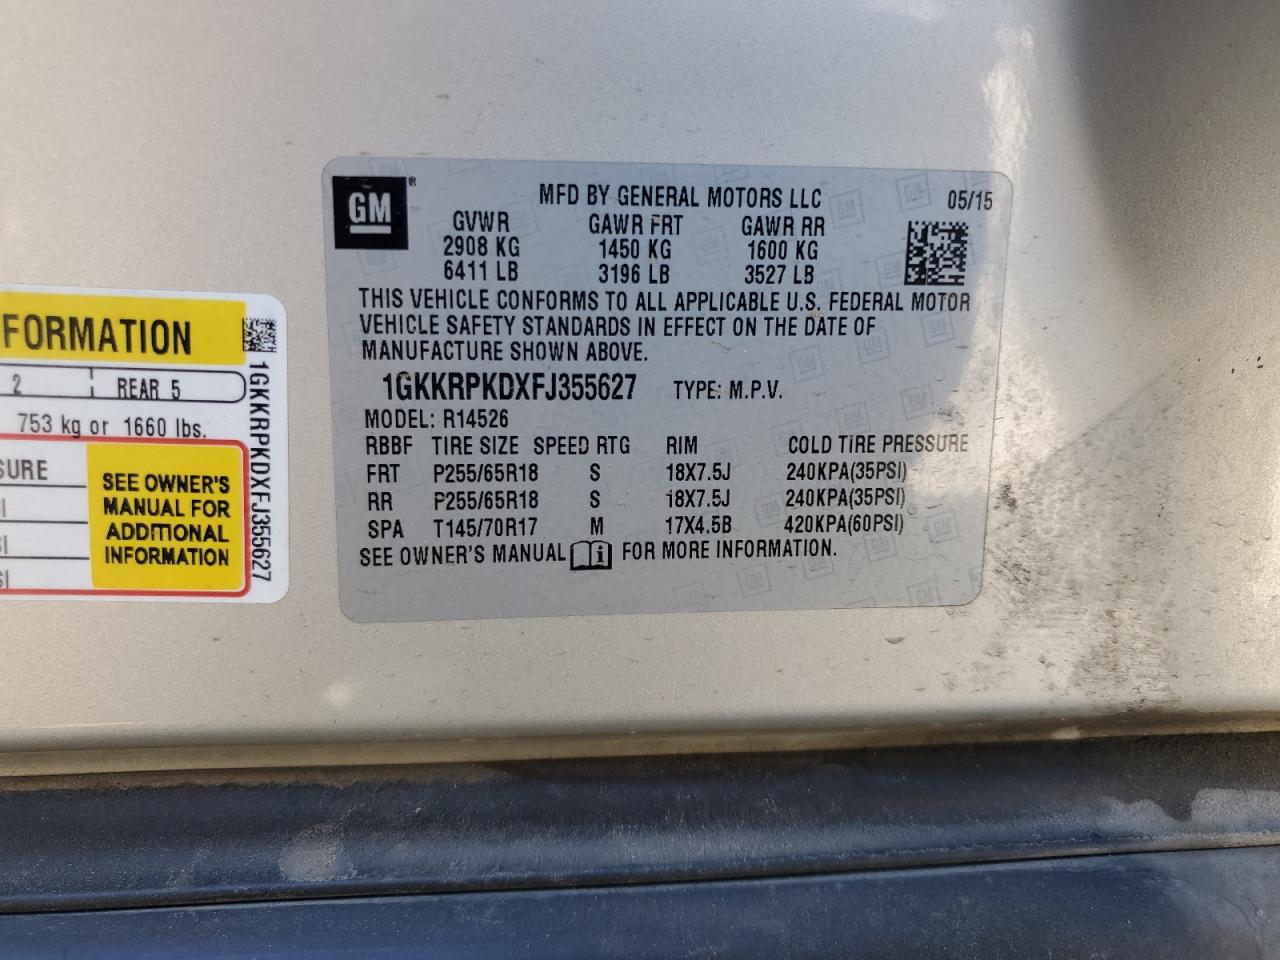 GM®
MFD BY GENERAL MOTORS LLC 05/15
GVWR GAWR FRT GAWR RR
2908 KG 1450 KG 1600 KG
6411 LB 3196 LB 3527 LB
THIS VEHICLE CONFORMS TO ALL APPLICABLE U.S. FEDERAL MOTOR
VEHICLE SAFETY STANDARDS IN EFFECT ON THE DATE OF
MANUFACTURE SHOWN ABOVE.
1GKKRPKDXFJ355627 TYPE: M.P.V.
MODEL: R14526
RBBF TIRE SIZE SPEED RTG RIM COLD TIRE PRESSURE
FRT P255/65R18 S 18X7.5J 240KPA(35PSI)
RR P255/65R18 S 18X7.5J 240KPA(35PSI)
SPA T145/70R17 M 17X4.5B 420KPA(60PSI)
SEE OWNER'S MANUAL i FOR MORE INFORMATION.
FORMATION
2 REAR 5
753 kg or 1660 lbs.
SURE
SI
SI
SI
SEE OWNER'S
MANUAL FOR
ADDITIONAL
INFORMATION
1GKKRPKDXFJ355627